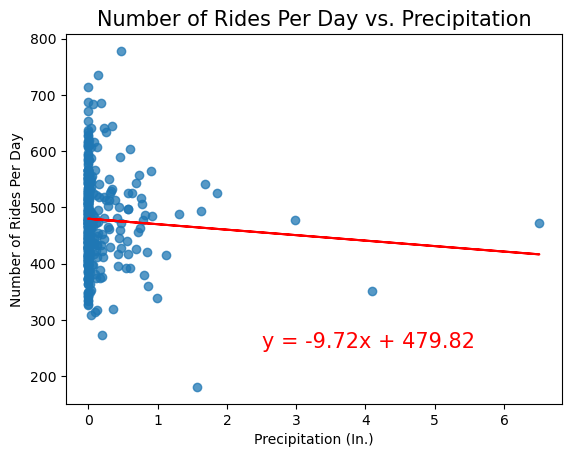 Number of Rides Per Day vs. Precipitation
800
700
600
500
400
300
200
Number of Rides Per Day
y = -9.72x + 479.82
0 1 2 3 4 5 6
Precipitation (In.)